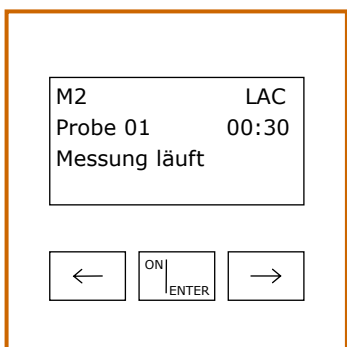 M2 LAC
Probe 01 00:30
Messung läuft
← ON ENTER →